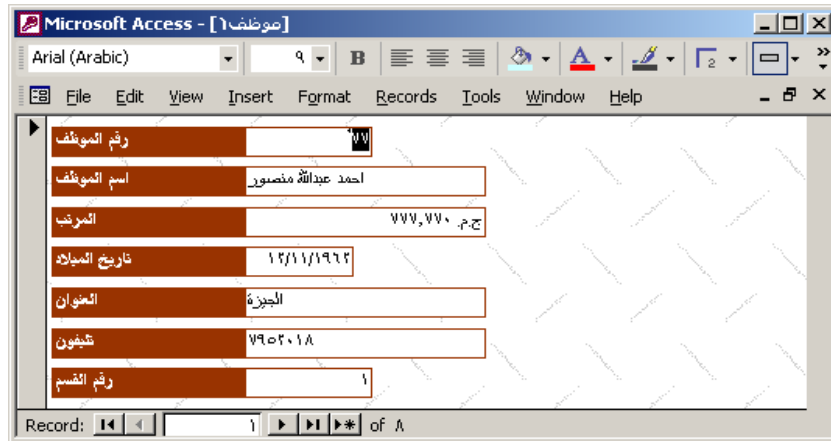 Microsoft Access - [موظف١]
Arial (Arabic) ٩ B A 2 »
File Edit View Insert Format Records Tools Window Help
رقم الموظف ٧٧
اسم الموظف احمد عبدالله منصور
المرتب ج.م. ٧٧٧,٧٧٠
تاريخ الميلاد ١٢/١١/١٩٦٢
العنوان الجيزة
تليفون ٧٩٥٢٠١٨
رقم القسم ١
Record: ١ of ٨